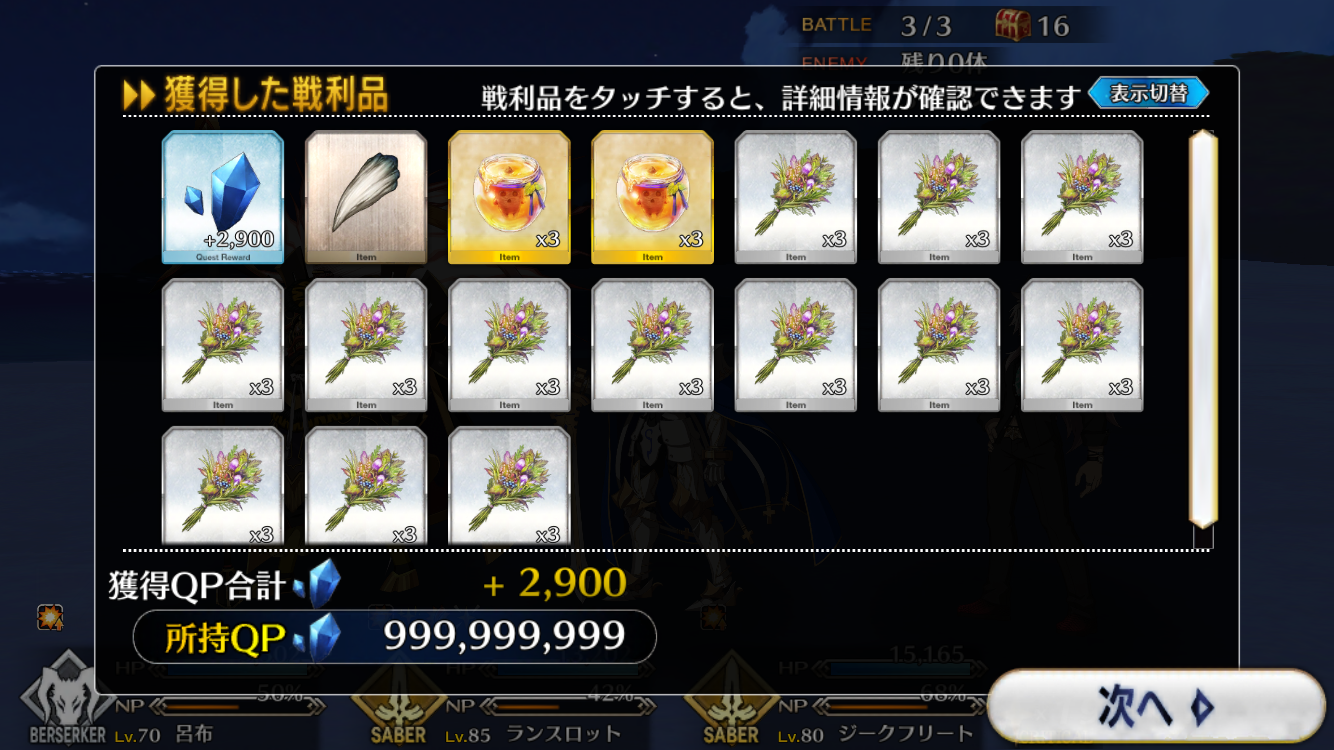 BATTLE 3/3 16
ENEMY 残り0体
獲得した戦利品 戦利品をタッチすると、詳細情報が確認できます 表示切替
+2,900 x3 x3 x3 x3 x3
Quest Reward Item Item Item Item Item Item
x3 x3 x3 x3 x3 x3 x3
Item Item Item Item Item Item Item
x3 x3 x3
獲得QP合計 + 2,900
所持QP 999,999,999
HP HP HP 15,165
NP 50% NP 42% NP 68% 次へ
BERSERKER Lv.70 呂布 SABER Lv.85 ランスロット SABER Lv.80 ジークフリート